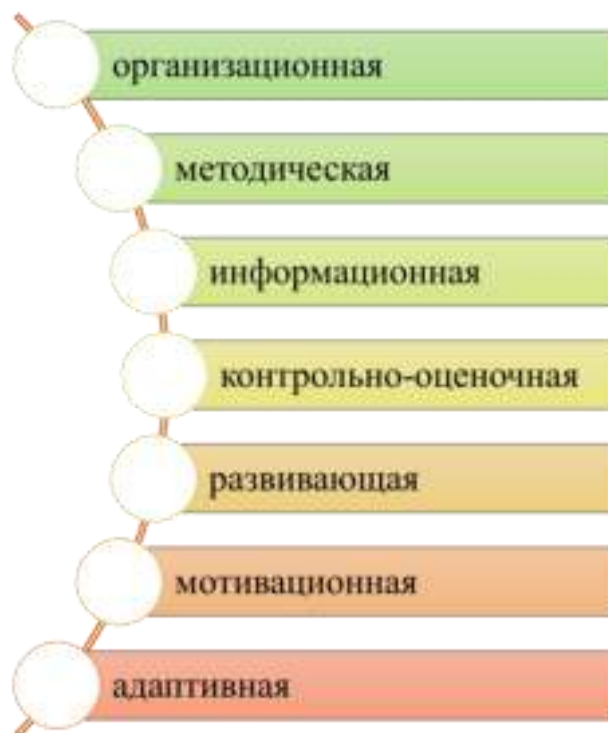 организационная
методическая
информационная
контрольно-оценочная
развивающая
мотивационная
адаптивная